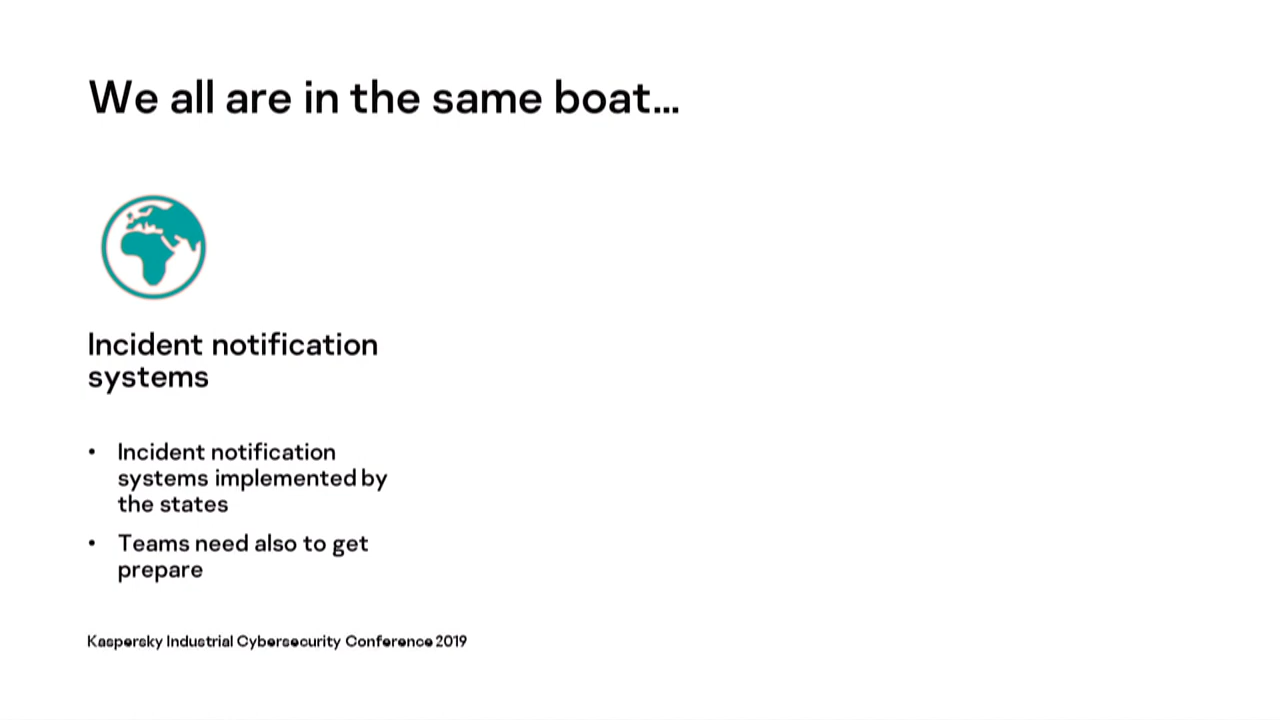 We all are in the same boat...
Incident notification
systems
• Incident notification
systems implemented by
the states
• Teams need also to get
prepare
Kaspersky Industrial Cybersecurity Conference 2019